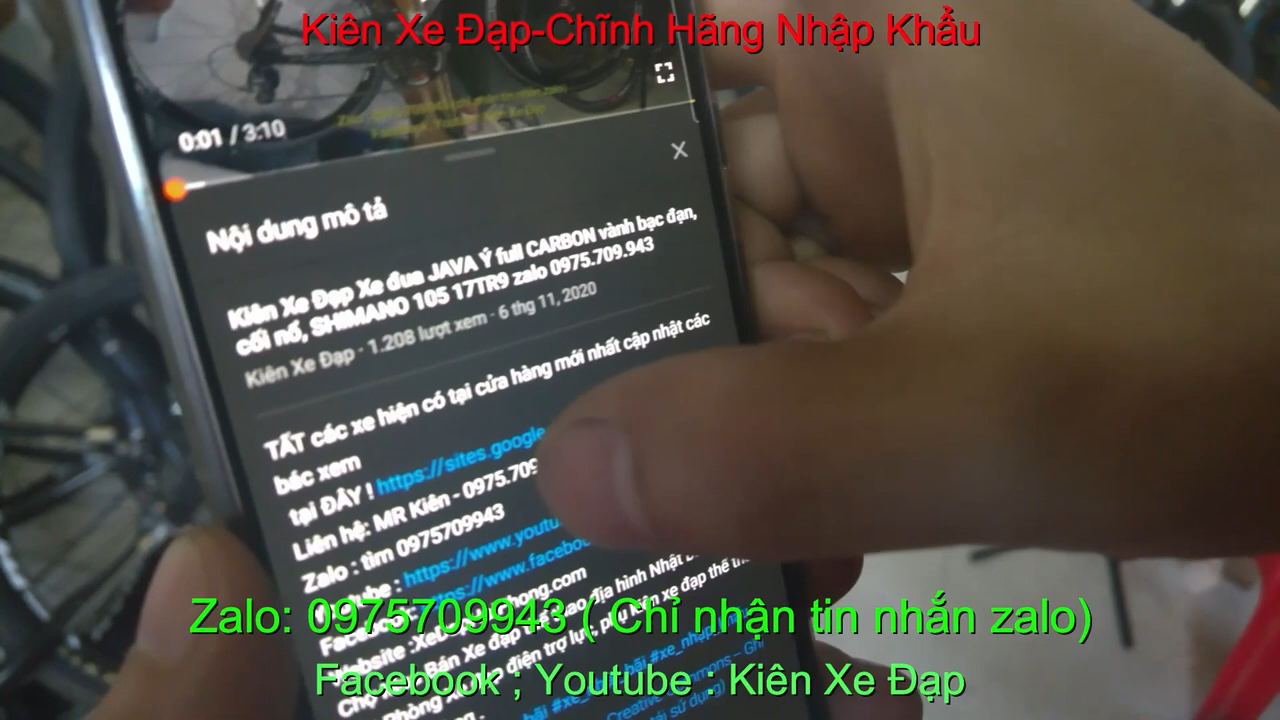 Kiên Xe Đạp-Chĩnh Hãng Nhập Khẩu
0:01 / 3:10
Nội dung mô tả
Kiên Xe Đạp Xe đua JAVA Ý full CARBON vành bạc đạn,
cối nổ, SHIMANO 105 17TR9 zalo 0975.709.943
Kiên Xe Đạp · 1.208 lượt xem · 6 thg 11, 2020
TẤT các xe hiện có tại cửa hàng mới nhất cập nhật các
bác xem
tại ĐÂY ! https://sites.google
Liên hệ: MR Kiên - 0975.709
Zalo : tìm 0975709943
Youtube : https://www.youtu
Facebook : https://www.facebo
Website
Zalo: 0975709943 ( Chỉ nhận tin nhắn zalo)
Facebook ; Youtube : Kiên Xe Đạp